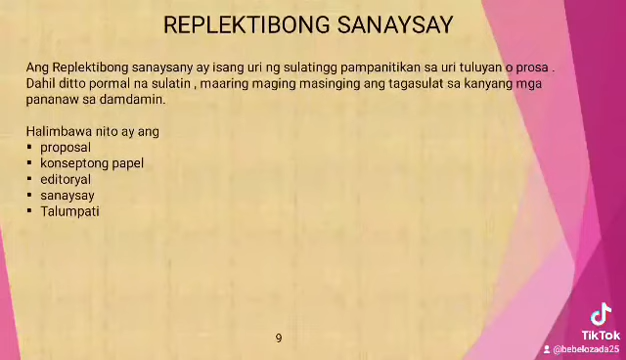 REPLEKTIBONG SANAYSAY
Ang Replektibong sanaysany ay isang uri ng sulatingg pampanitikan sa uri tuluyan o prosa .
Dahil ditto pormal na sulatin , maaring maging masinging ang tagasulat sa kanyang mga
pananaw sa damdamin.
Halimbawa nito ay ang
▪ proposal
▪ konseptong papel
▪ editoryal
▪ sanaysay
▪ Talumpati
9
TikTok
@bebelozada25